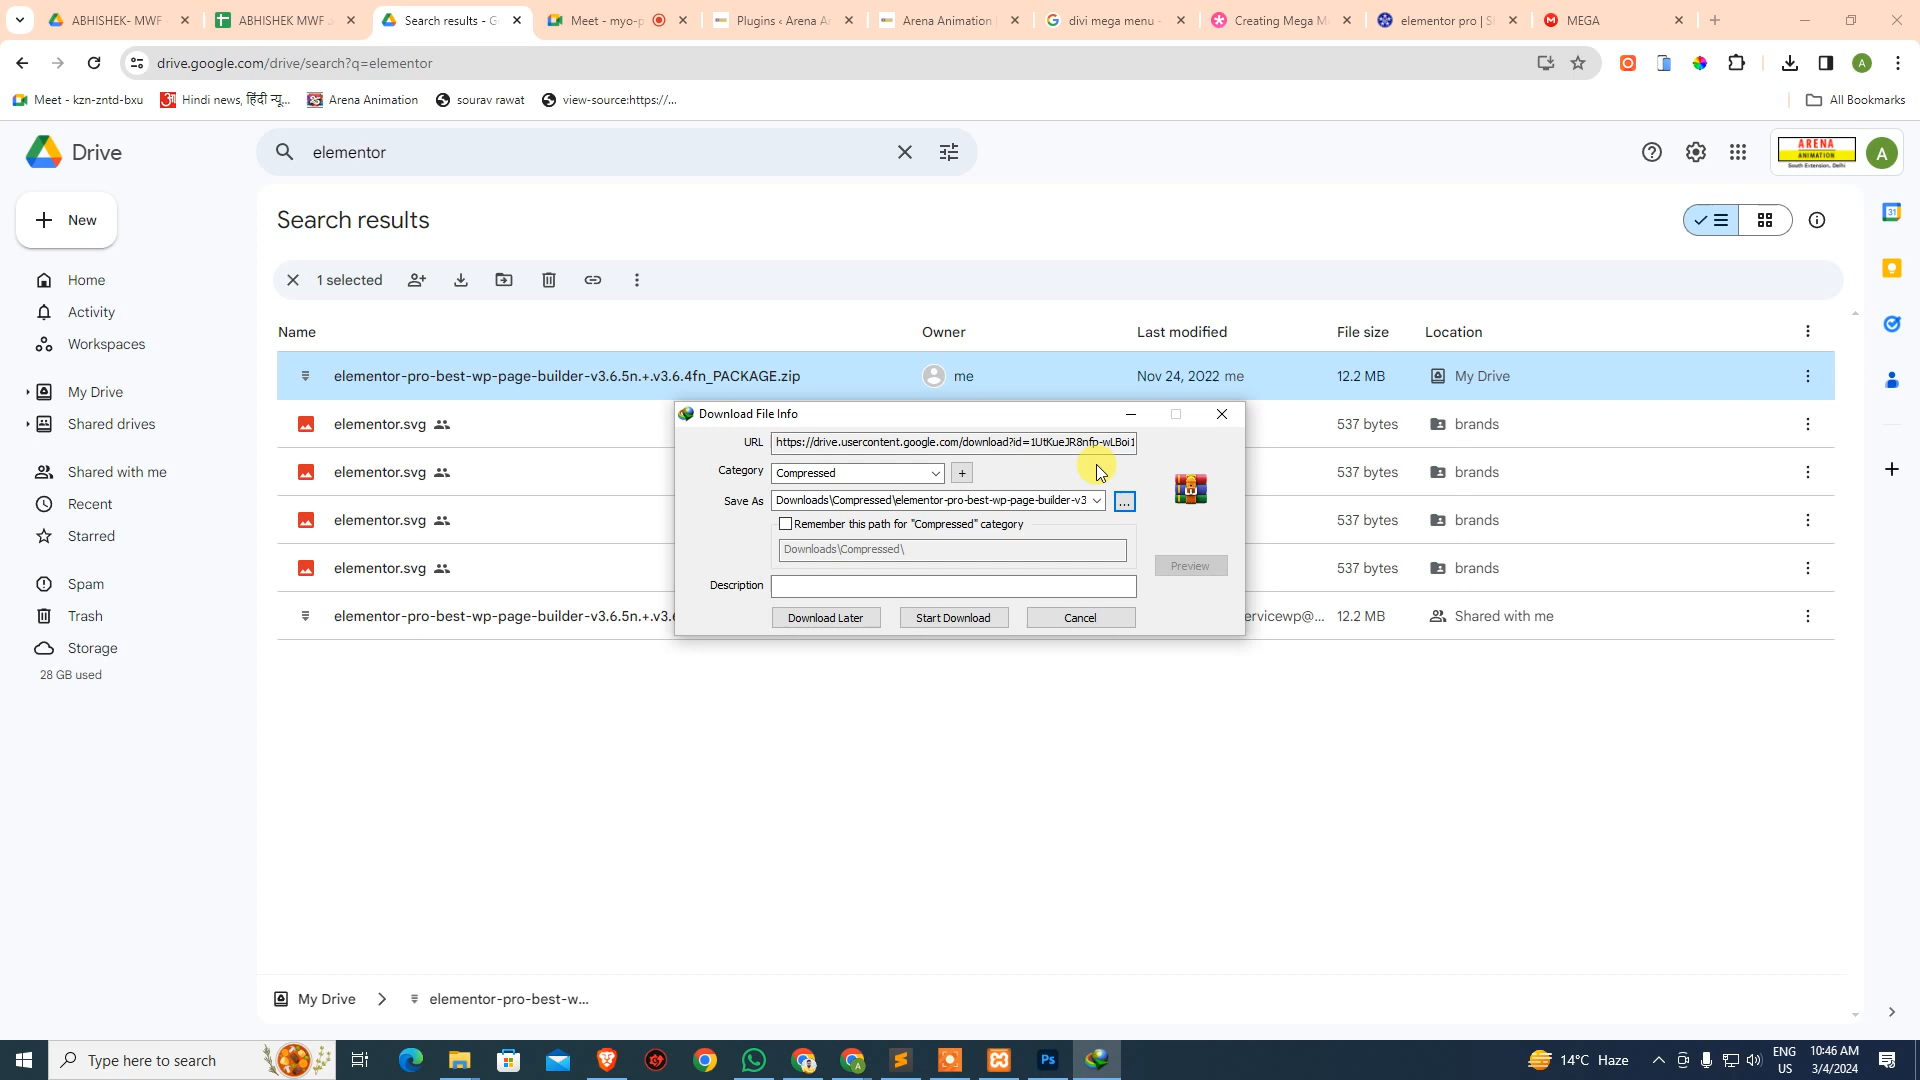 ABHISHEK- MWF
ABHISHEK MWF
Search results - G
Meet - myo-p
Plugins ‹ Arena A
Arena Animation
divi mega menu -
Creating Mega M
elementor pro | S
MEGA
drive.google.com/drive/search?q=elementor
Meet - kzn-zntd-bxu
Hindi news, हिंदी न्यू...
Arena Animation
sourav rawat
view-source:https://...
All Bookmarks
Drive
elementor
ARENA
ANIMATION
South Extension, Delhi
A
New
Search results
Home
Activity
Workspaces
My Drive
Shared drives
Shared with me
Recent
Starred
Spam
Trash
Storage
28 GB used
1 selected
Name Owner Last modified File size Location
elementor-pro-best-wp-page-builder-v3.6.5n.+.v3.6.4fn_PACKAGE.zip me Nov 24, 2022 me 12.2 MB My Drive
elementor.svg 537 bytes brands
elementor.svg 537 bytes brands
elementor.svg 520 bytes brands
elementor.svg 537 bytes brands
elementor-pro-best-wp-page-builder-v3.6.5n.+.v3.6 ervicewp@... 12.2 MB Shared with me
Download File Info
URL https://drive.usercontent.google.com/download?id=1UtKueJR8nfp-wLBoi1
Category Compressed +
Save As Downloads\Compressed\elementor-pro-best-wp-page-builder-v3 ...
Remember this path for "Compressed" category
Downloads\Compressed\
Preview
Description
Download Later Start Download Cancel
My Drive > elementor-pro-best-w...
Type here to search
Ps
14°C Haze
ENG
US
10:46 AM
3/4/2024